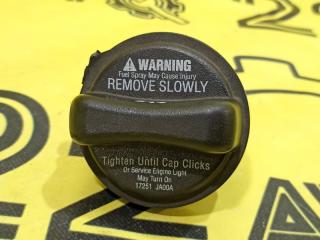 WARNING
Fuel Spray May Cause Injury
REMOVE SLOWLY
Tighten Until Cap Clicks
Or Service Engine Light
May Turn On
17251 JA00A